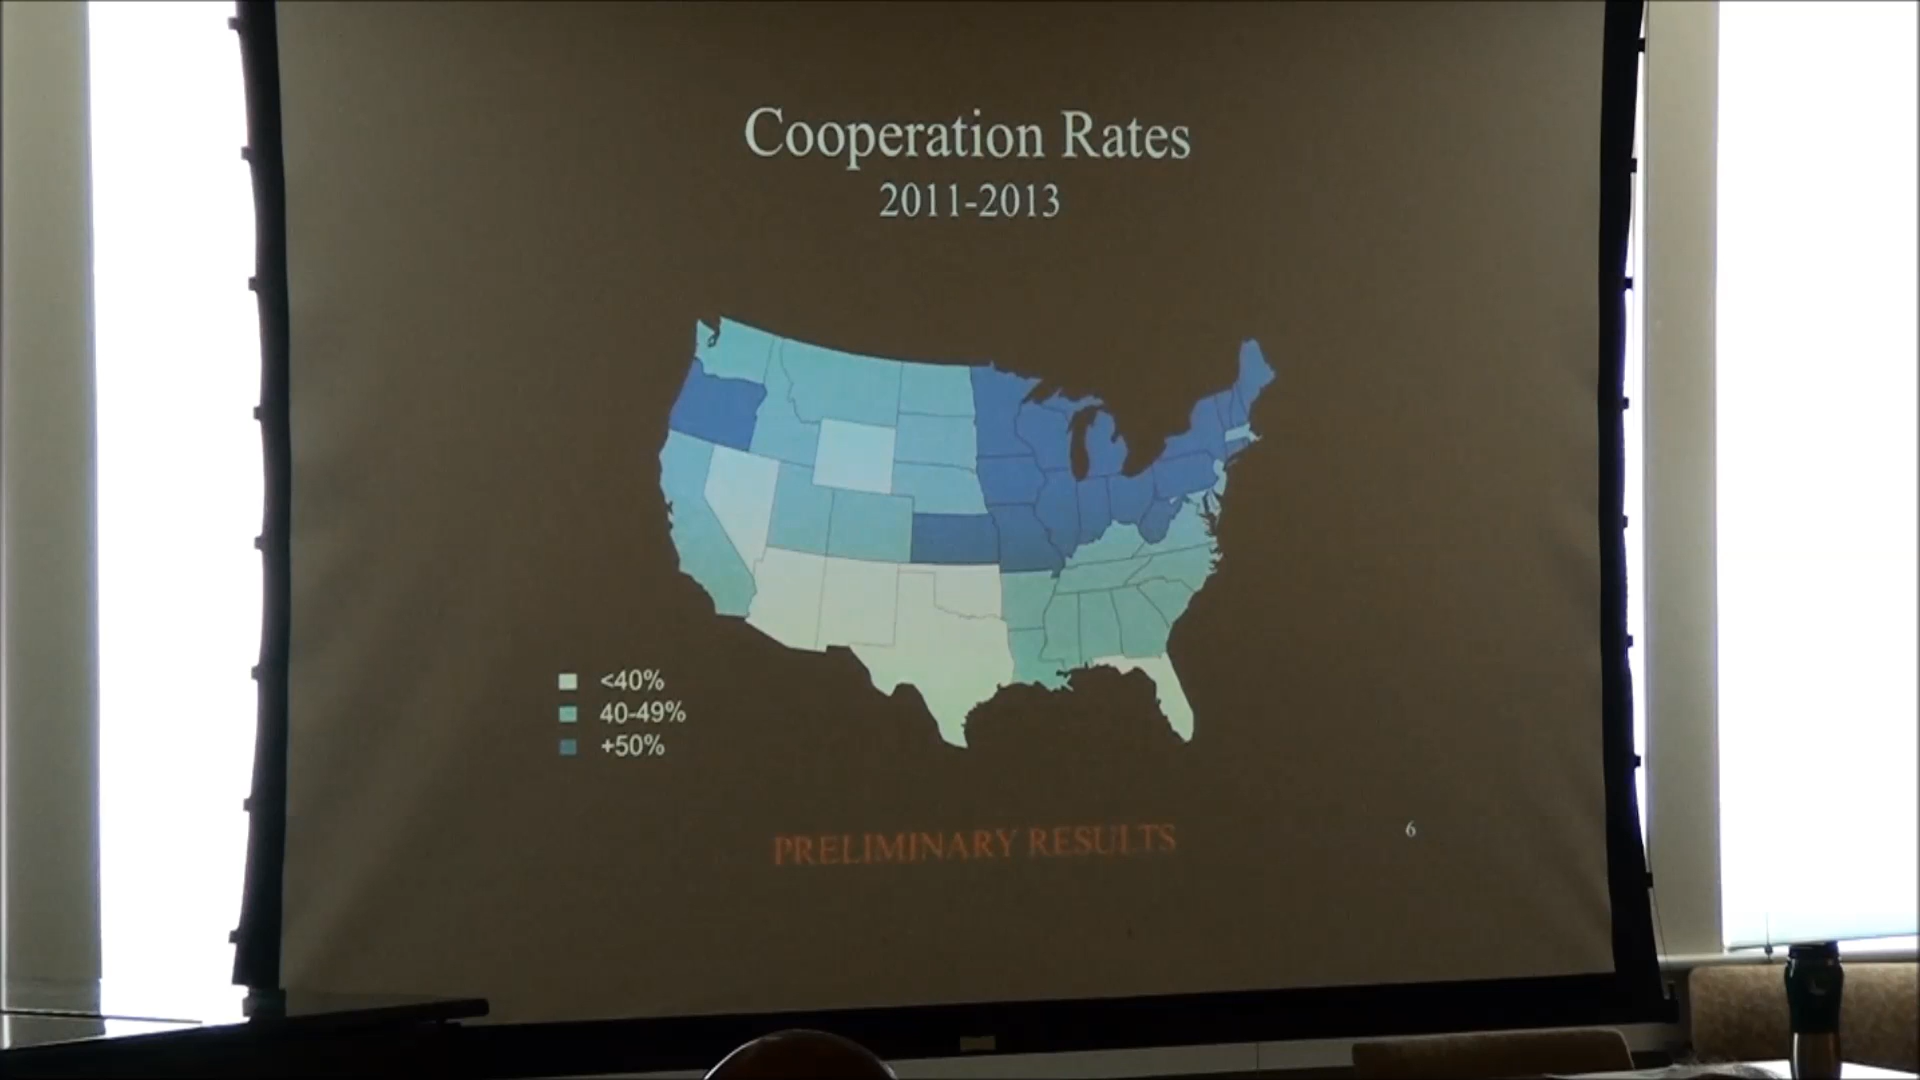 Cooperation Rates
2011-2013
<40%
40-49%
+50%
PRELIMINARY RESULTS
6